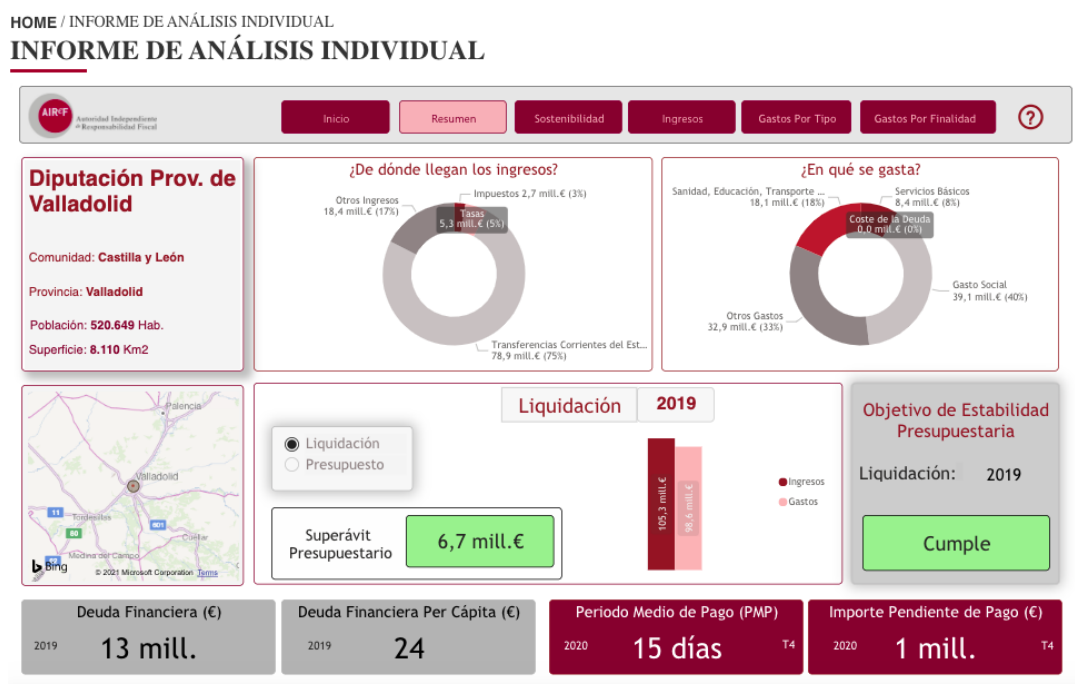 HOME / INFORME DE ANÁLISIS INDIVIDUAL
INFORME DE ANÁLISIS INDIVIDUAL
AIReF
Autoridad Independiente
de Responsabilidad Fiscal
Inicio
Resumen
Sostenibilidad
Ingresos
Gastos Por Tipo
Gastos Por Finalidad
?
Diputación Prov. de
Valladolid
Comunidad: Castilla y León
Provincia: Valladolid
Población: 520.649 Hab.
Superficie: 8.110 Km2
¿De dónde llegan los ingresos?
Impuestos 2,7 mill.€ (3%)
Otros Ingresos
18,4 mill.€ (17%)
Tasas
5,3 mill.€ (5%)
Transferencias Corrientes del Est...
78,9 mill.€ (75%)
¿En qué se gasta?
Sanidad, Educación, Transporte ...
18,1 mill.€ (18%)
Servicios Básicos
8,4 mill.€ (8%)
Coste de la Deuda
0,0 mill.€ (0%)
Gasto Social
39,1 mill.€ (40%)
Otros Gastos
32,9 mill.€ (33%)
Palencia
Valladolid
11
Tordesillas
601
60
Cuéllar
Medina del Campo
Bing
© 2021 Microsoft Corporation Terms
Liquidación 2019
Liquidación
Presupuesto
Superávit
Presupuestario
6,7 mill.€
105,3 mill.€
98,6 mill.€
Ingresos
Gastos
Objetivo de Estabilidad
Presupuestaria
Liquidación: 2019
Cumple
Deuda Financiera (€)
2019 13 mill.
Deuda Financiera Per Cápita (€)
2019 24
Periodo Medio de Pago (PMP)
2020 15 días T4
Importe Pendiente de Pago (€)
2020 1 mill. T4